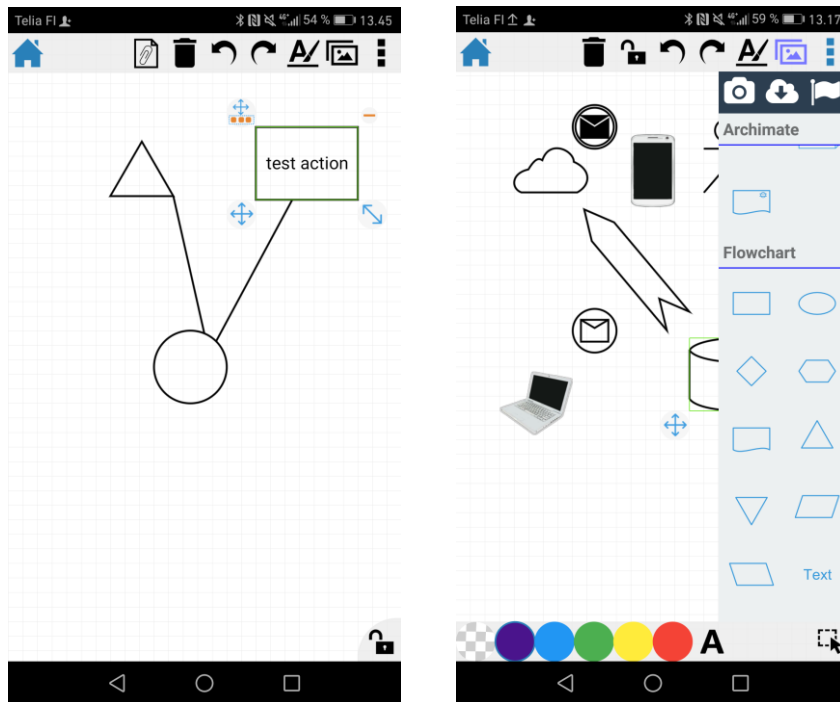 Telia FI
54 %
13.45
test action
Telia FI
59 %
13.17
Archimate
Flowchart
Text
A